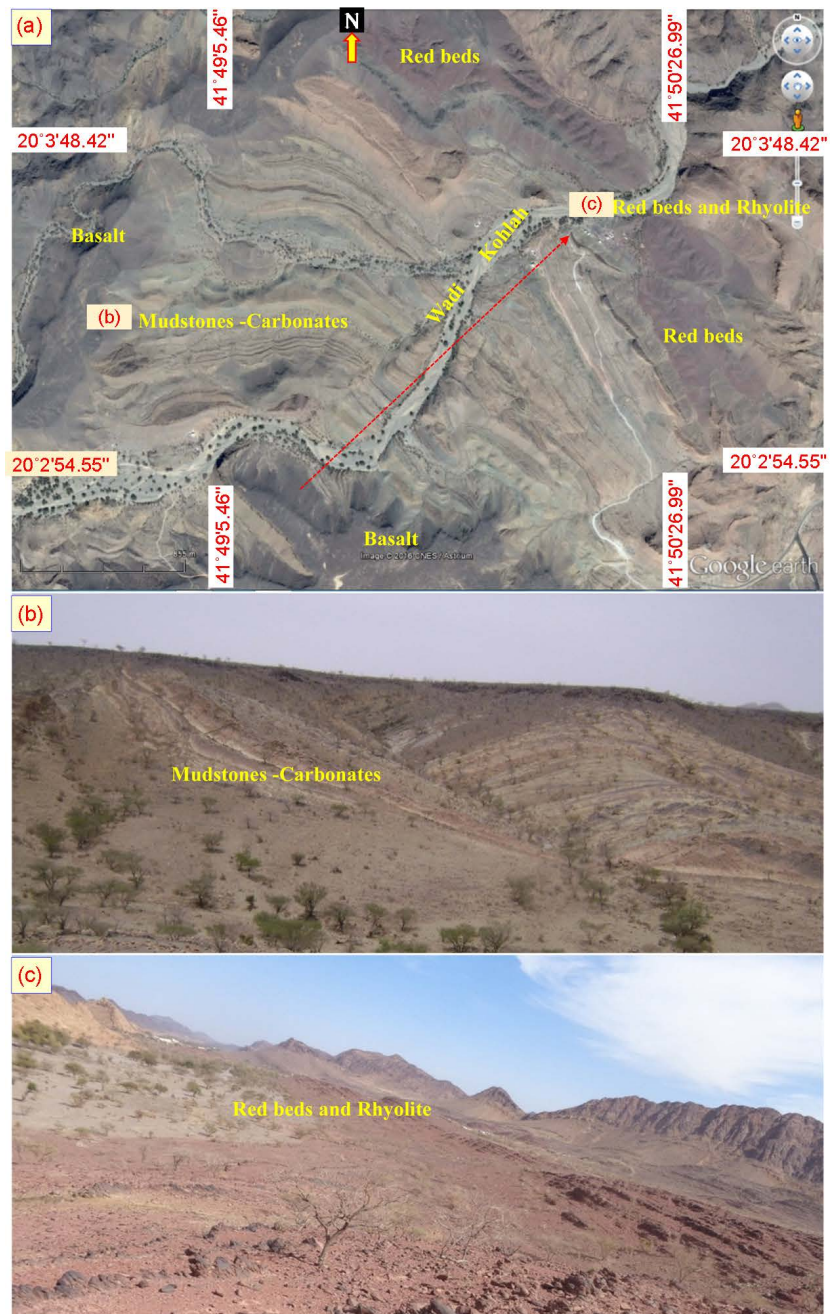 (a)
N
41°49'5.46"
Red beds
41°50'26.99"
N
20°3'48.42"
20°3'48.42"
(c) Red beds and Rhyolite
Basalt
Wadi Kohlah
(b) Mudstones -Carbonates
Red beds
20°2'54.55"
20°2'54.55"
41°49'5.46"
41°50'26.99"
Basalt
Google earth
(b)
Mudstones -Carbonates
(c)
Red beds and Rhyolite